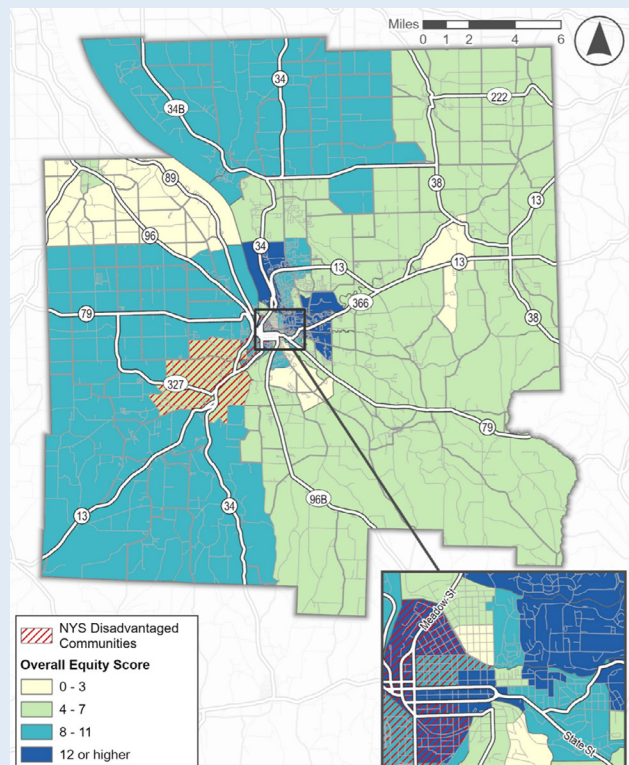 Miles
0 1 2 4 6
34
34B
222
89
38
96
13
34
13
13
366
79
38
327
79
13
34
96B
Meadow St
State St
NYS Disadvantaged
Communities
Overall Equity Score
0 - 3
4 - 7
8 - 11
12 or higher